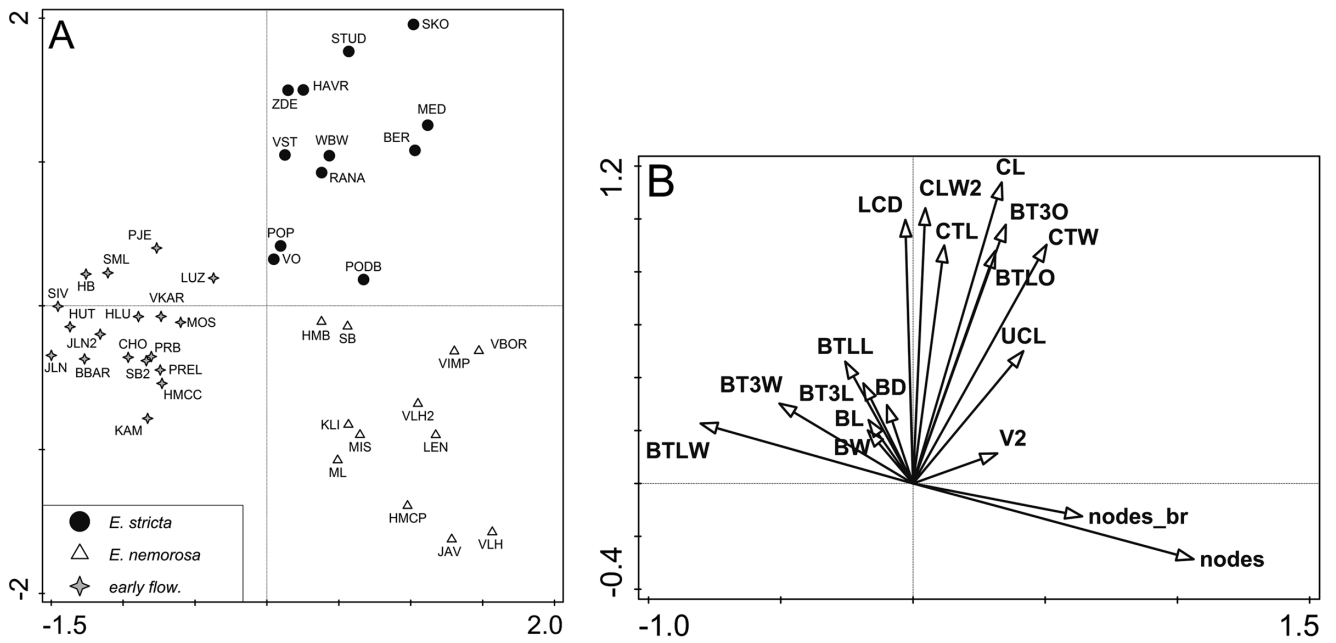 A
2
SKO
STUD
HAVR
ZDE
MED
BER
VST
WBW
RANA
POP
VO
PODB
PJE
SML
HB
LUZ
SIV
VKAR
HUT
HLU
MOS
JLN2
CHO
PRB
JLN
BBAR
SB2
PREL
HMCC
KAM
HMB
SB
VIMP
VBOR
VLH2
KLI
MIS
LEN
ML
HMCP
JAV
VLH
E. stricta
E. nemorosa
early flow.
-2
-1.5
2.0
B
1.2
CL
LCD
CLW2
BT3O
CTL
CTW
BTLO
UCL
BTLL
BT3W
BT3L
BD
BL
BW
BTLW
V2
nodes_br
nodes
-0.4
-1.0
1.5